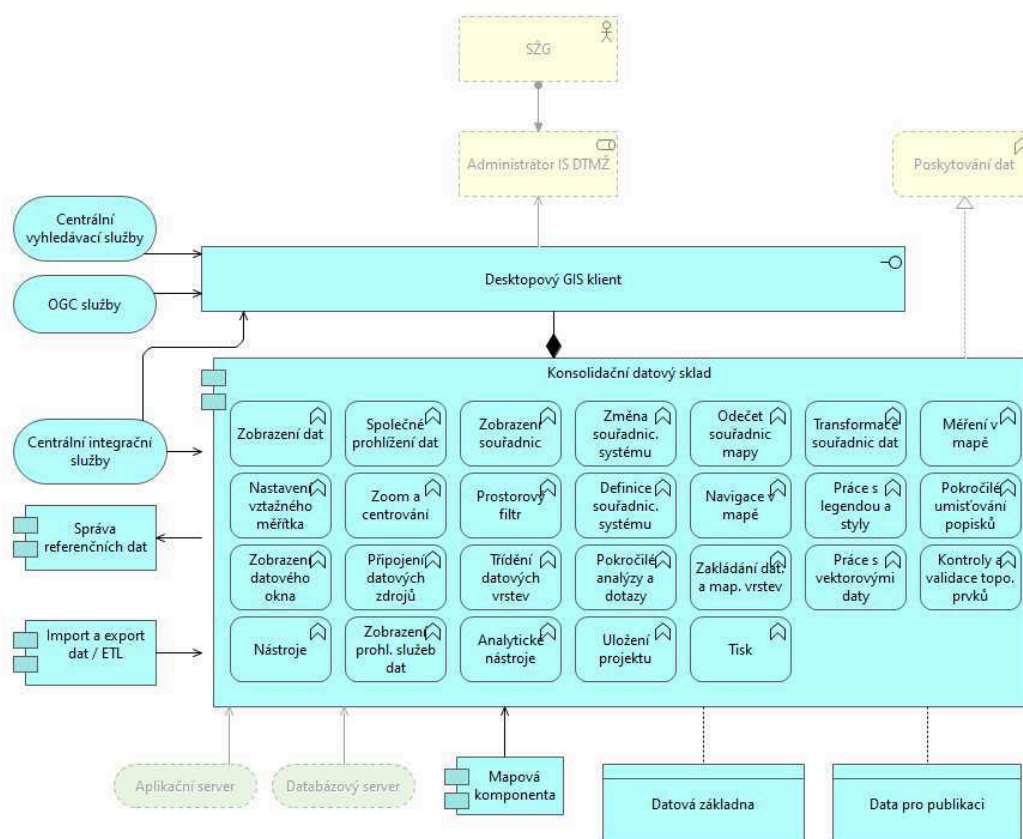 SŽG
Administrátor IS DTMŽ
Poskytování dat
Centrální
vyhledávací služby
Desktopový GIS klient
OGC služby
Konsolidační datový sklad
Zobrazení dat
Společné
prohlížení dat
Zobrazení
souřadnic
Změna
souřadnic.
systému
Odečet
souřadnic
mapy
Transformace
souřadnic dat
Měření v
mapě
Centrální integrační
služby
Nastavení
vztažného
měřítka
Zoom a
centrování
Prostorový
filtr
Definice
souřadnic.
systému
Navigace v
mapě
Práce s
legendou a
styly
Pokročilé
umisťování
popisků
Správa
referenčních dat
Zobrazení
datového
okna
Připojení
datových
zdrojů
Třídění
datových
vrstev
Pokročilé
analýzy a
dotazy
Zakládání dat.
a map. vrstev
Práce s
vektorovými
daty
Kontroly a
validace topo.
prvků
Import a export
dat / ETL
Nástroje
Zobrazení
prohl. služeb
dat
Analytické
nástroje
Uložení
projektu
Tisk
Aplikační server
Databázový server
Mapová
komponenta
Datová základna
Data pro publikaci